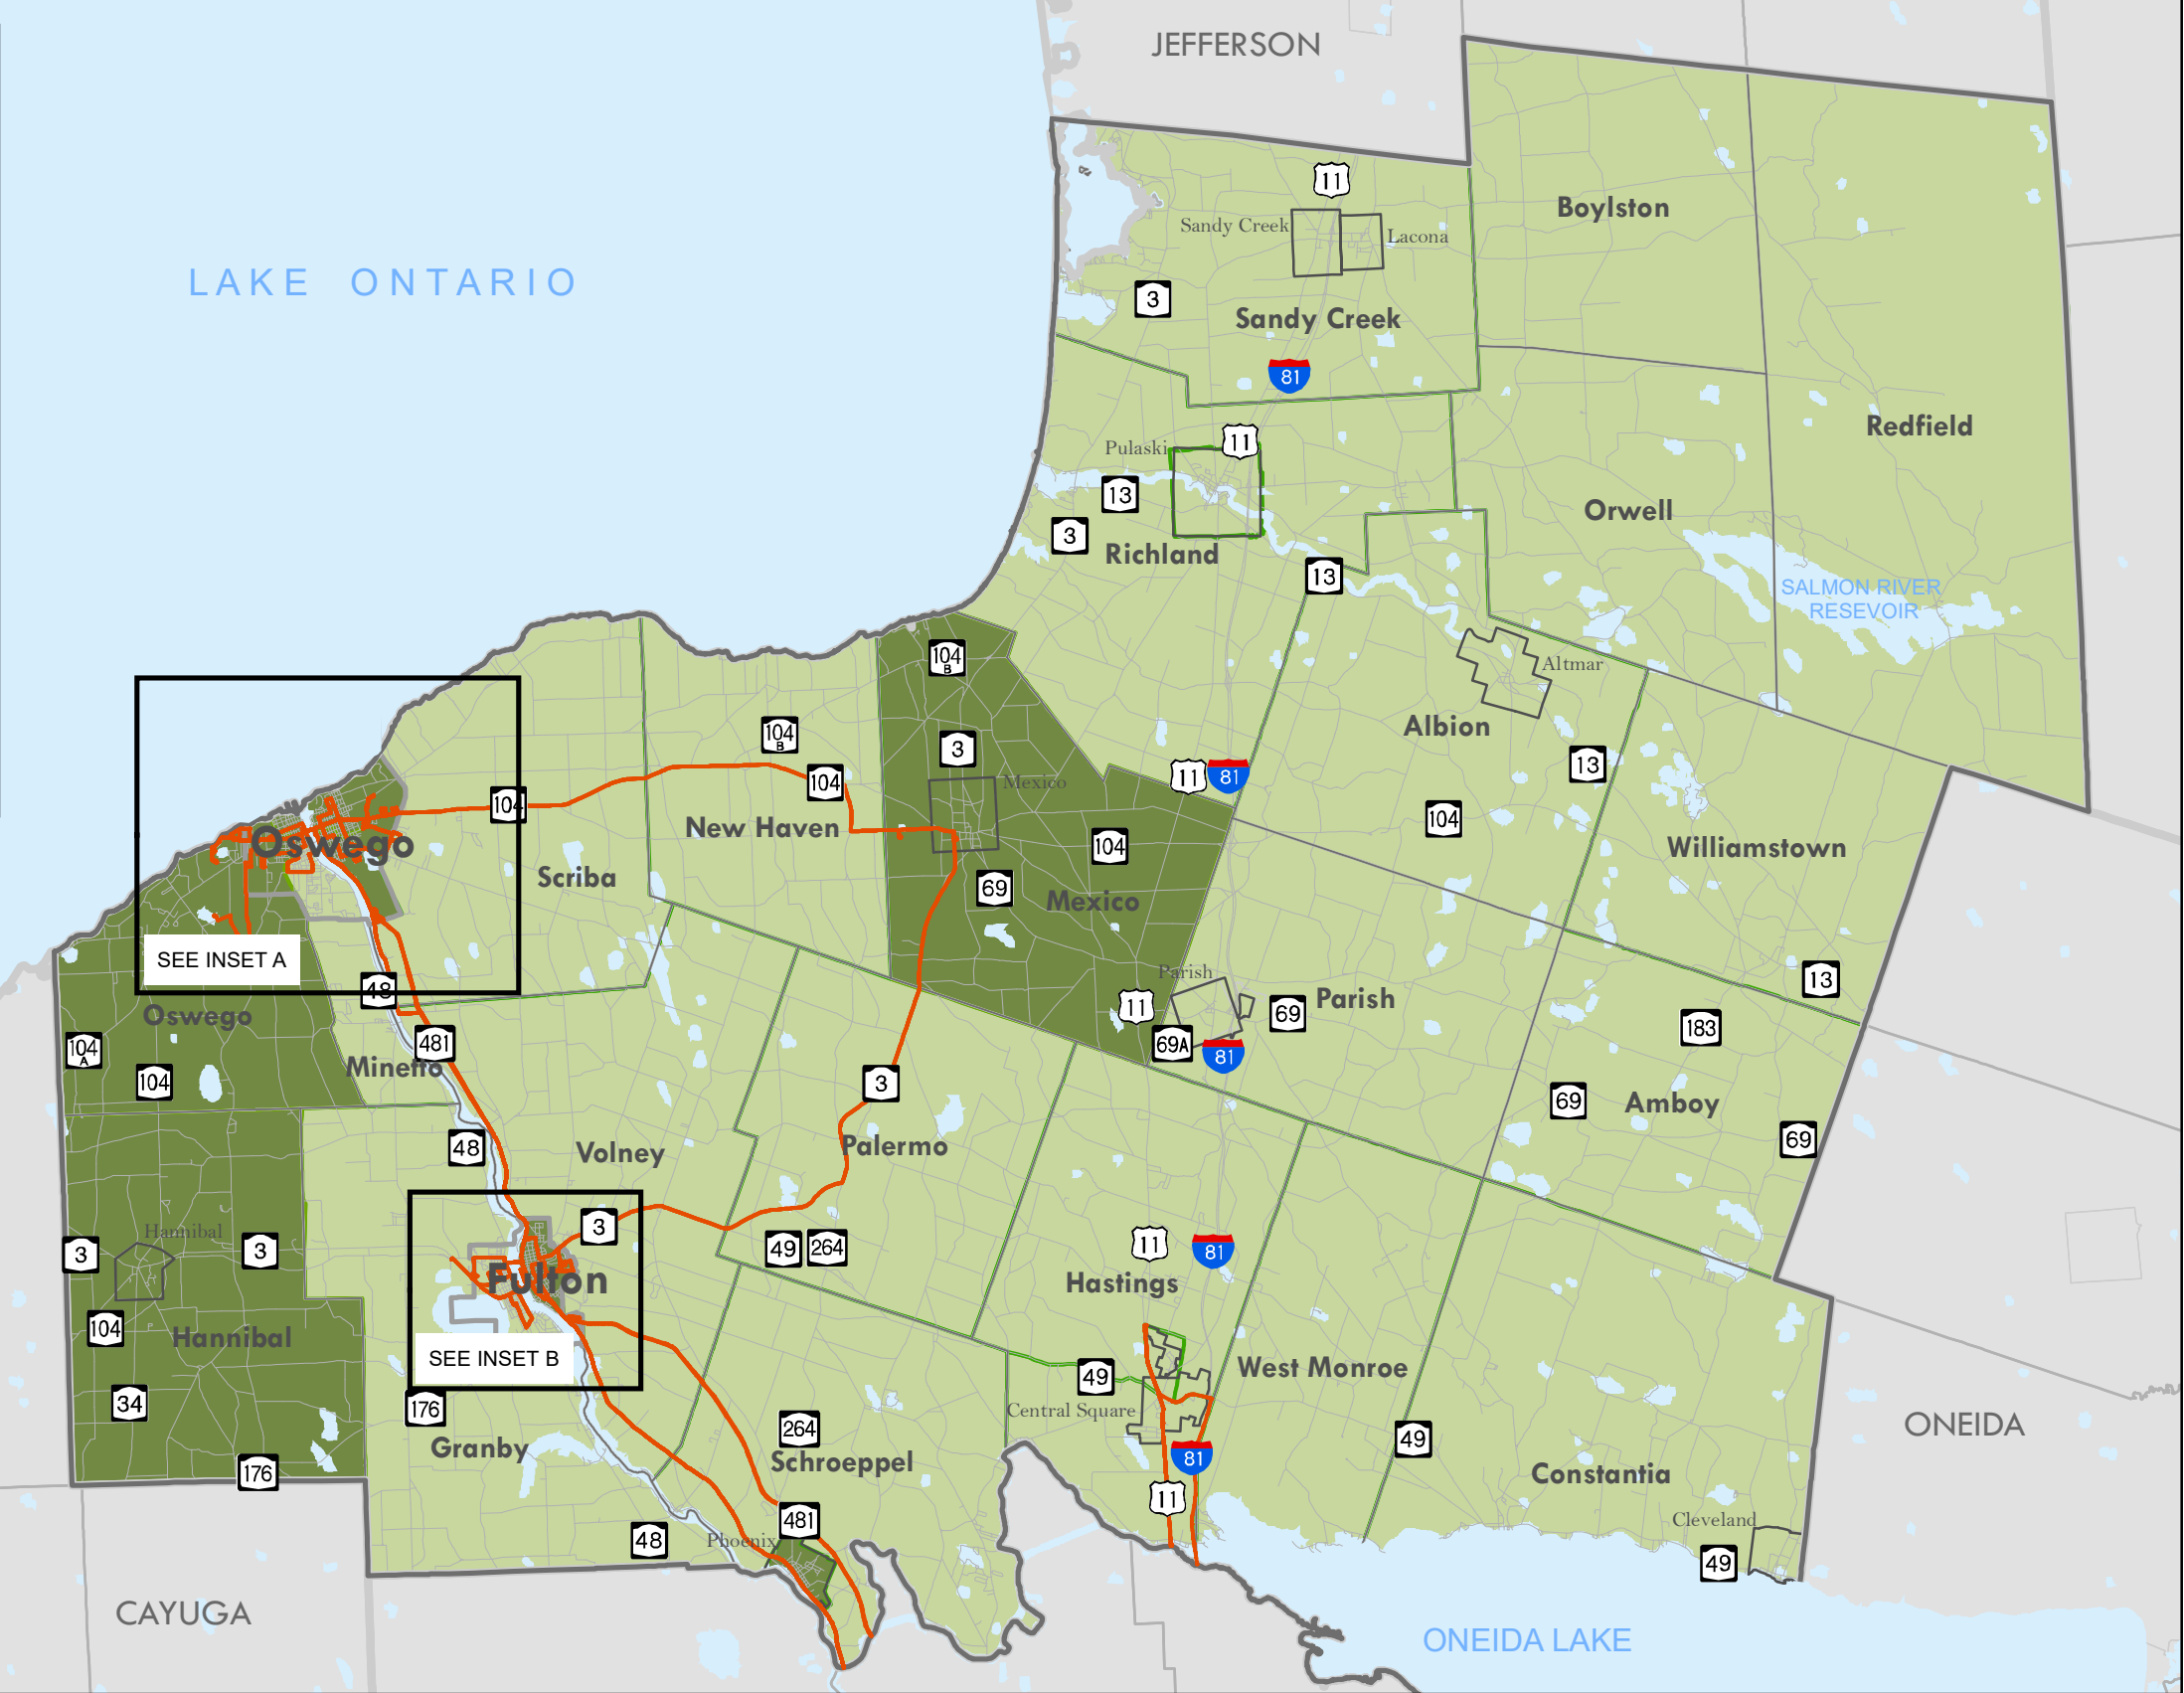 JEFFERSON
11
Boylston
Sandy Creek
Lacona
LAKE ONTARIO
3
Sandy Creek
81
Redfield
11
Pulaski
13
Orwell
3
Richland
13
SALMON RIVER
RESEVOIR
104
B
Altmar
104
B
3
Albion
13
11
81
104
Mexico
104
104
New Haven
104
Oswego
Williamstown
Scriba
69
Mexico
SEE INSET A
Parish
13
48
11
Parish
69
Oswego
183
481
69A
81
104
A
Minetto
104
3
69
Amboy
48
Volney
Palermo
69
Hannibal
3
3
3
49
264
11
81
Fulton
Hastings
104
Hannibal
SEE INSET B
West Monroe
49
34
176
Central Square
ONEIDA
264
49
Granby
Schroeppel
81
176
Constantia
11
481
Cleveland
48
Phoenix
49
CAYUGA
ONEIDA LAKE